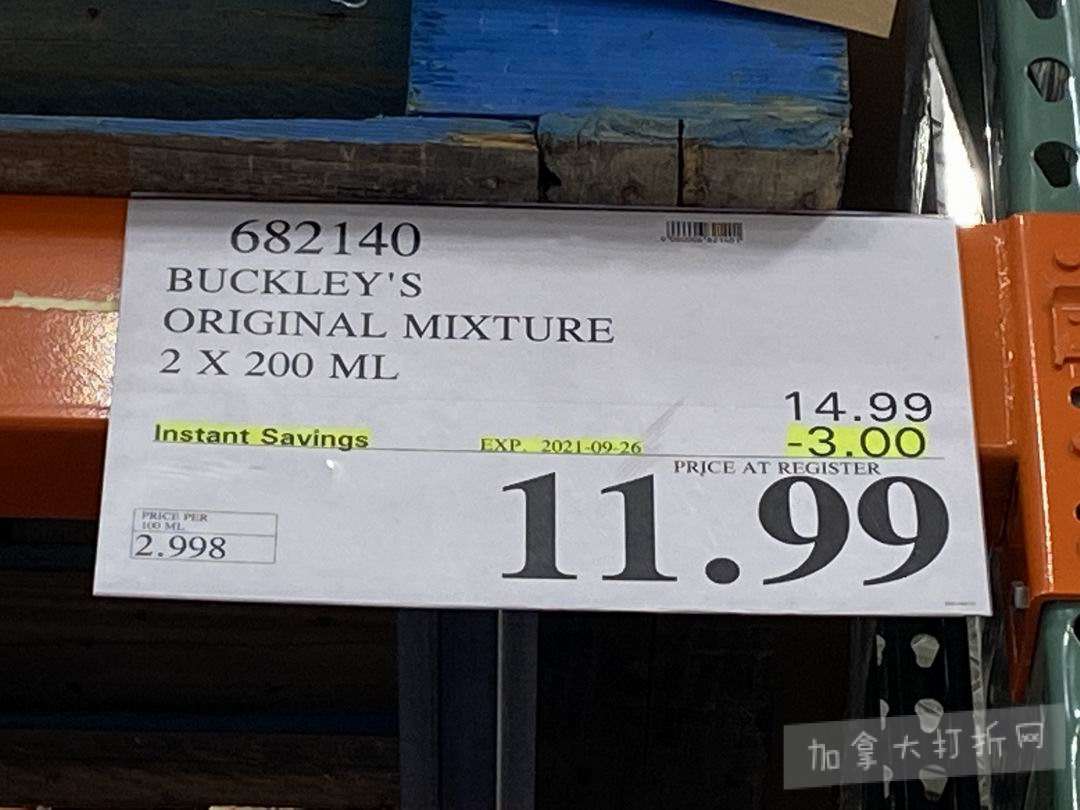 682140
BUCKLEY'S
ORIGINAL MIXTURE
2 X 200 ML
14.99
Instant Savings EXP. 2021-09-26 -3.00
PRICE AT REGISTER
11.99
PRICE PER
100 ML
2.998
加拿大打折网